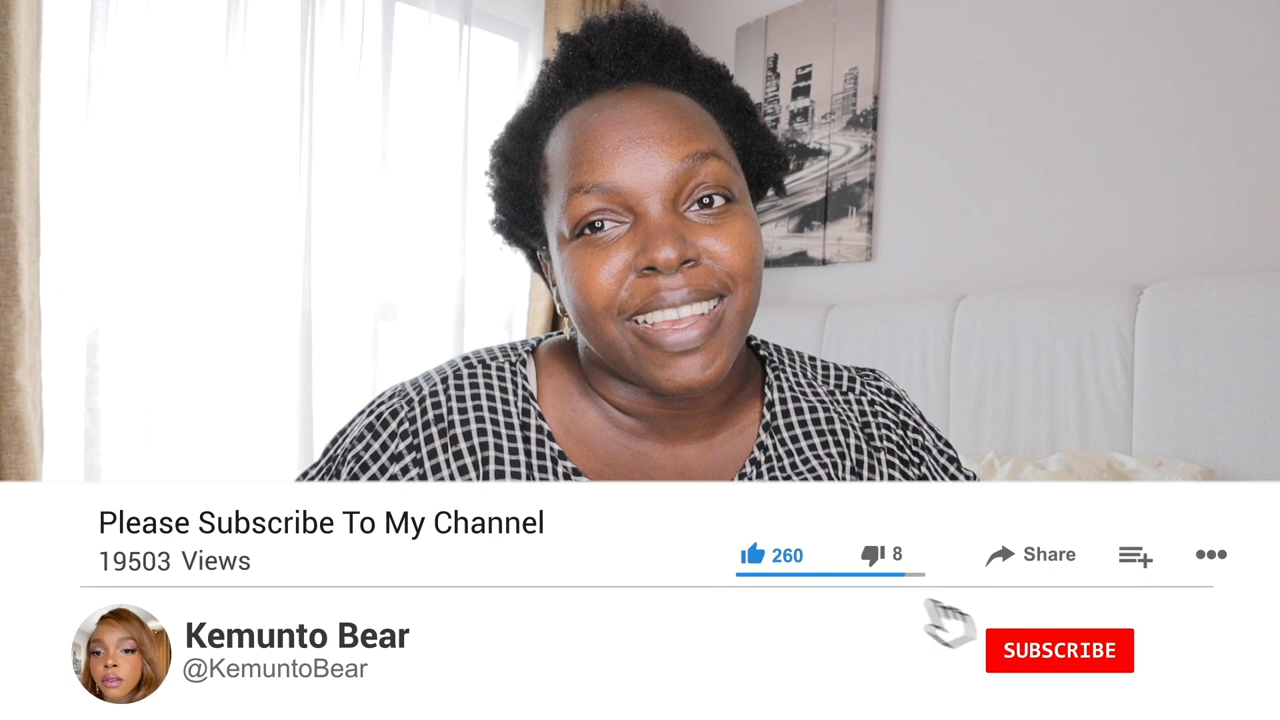 Please Subscribe To My Channel
19503 Views
260
8
Share
Kemunto Bear
@KemuntoBear
SUBSCRIBE